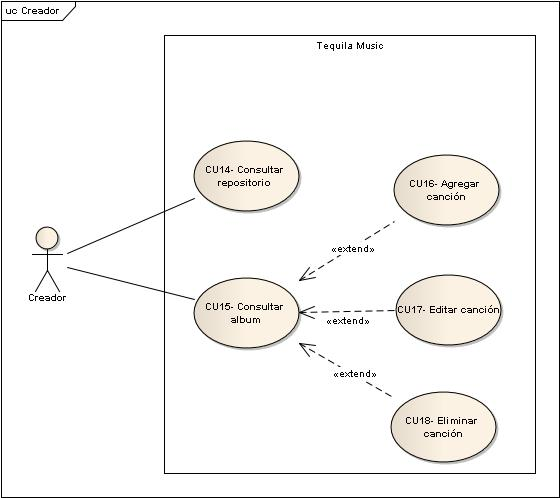 uc Creador
Tequila Music
CU14- Consultar
repositorio
CU16- Agregar
canción
«extend»
Creador
CU15- Consultar
album
CU17- Editar canción
«extend»
«extend»
CU18- Eliminar
canción